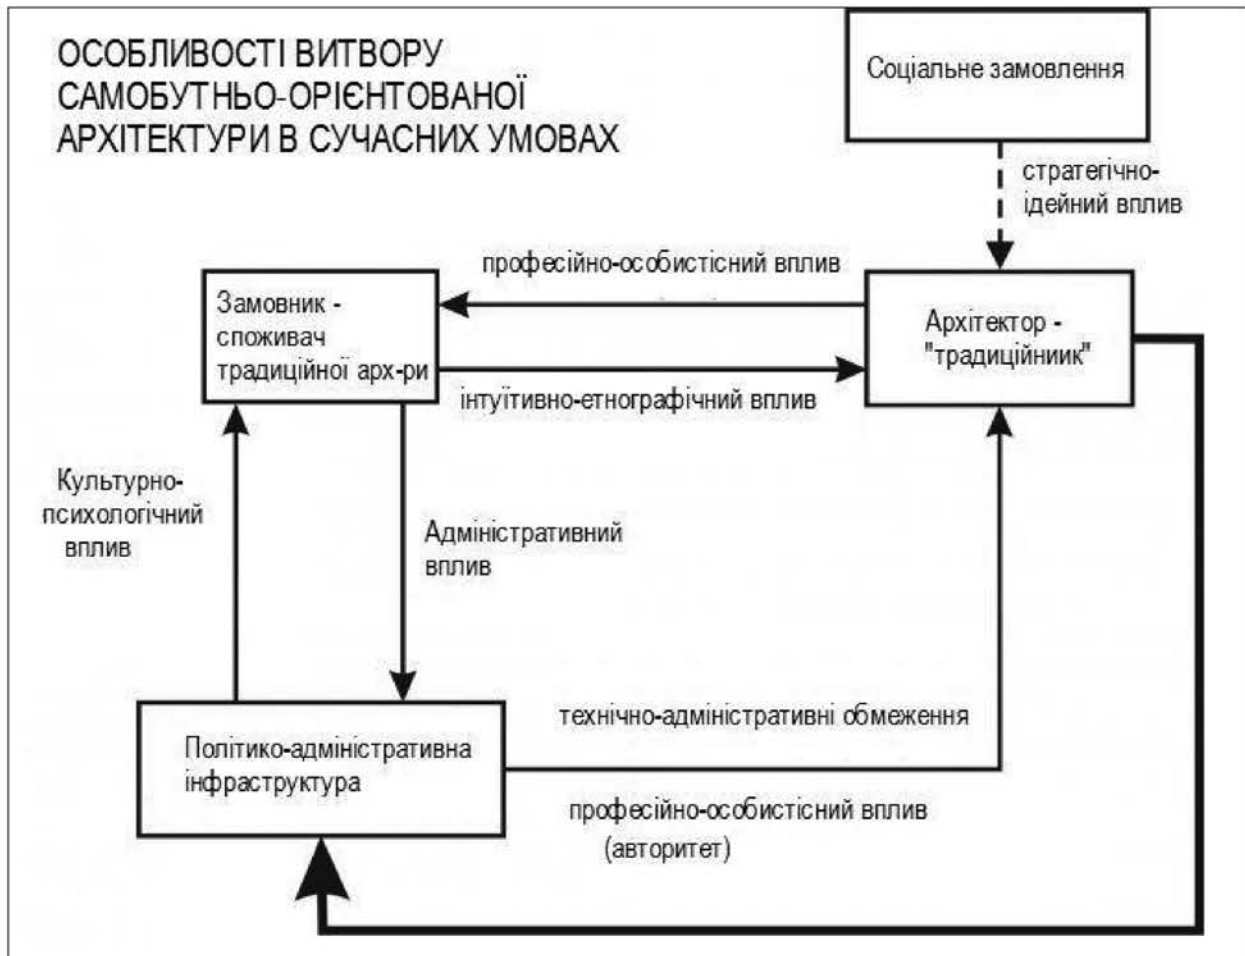 ОСОБЛИВОСТІ ВИТВОРУ
САМОБУТНЬО-ОРІЄНТОВАНОЇ
АРХІТЕКТУРИ В СУЧАСНИХ УМОВАХ
Соціальне замовлення
стратегічно-
ідейний вплив
професійно-особистісний вплив
Замовник -
споживач
традиційної арх-ри
Архітектор -
"традиційниик"
інтуїтивно-етнографічний вплив
Культурно-
психологічний
вплив
Адміністративний
вплив
технічно-адміністративні обмеження
Політико-адміністративна
інфраструктура
професійно-особистісний вплив
(авторитет)